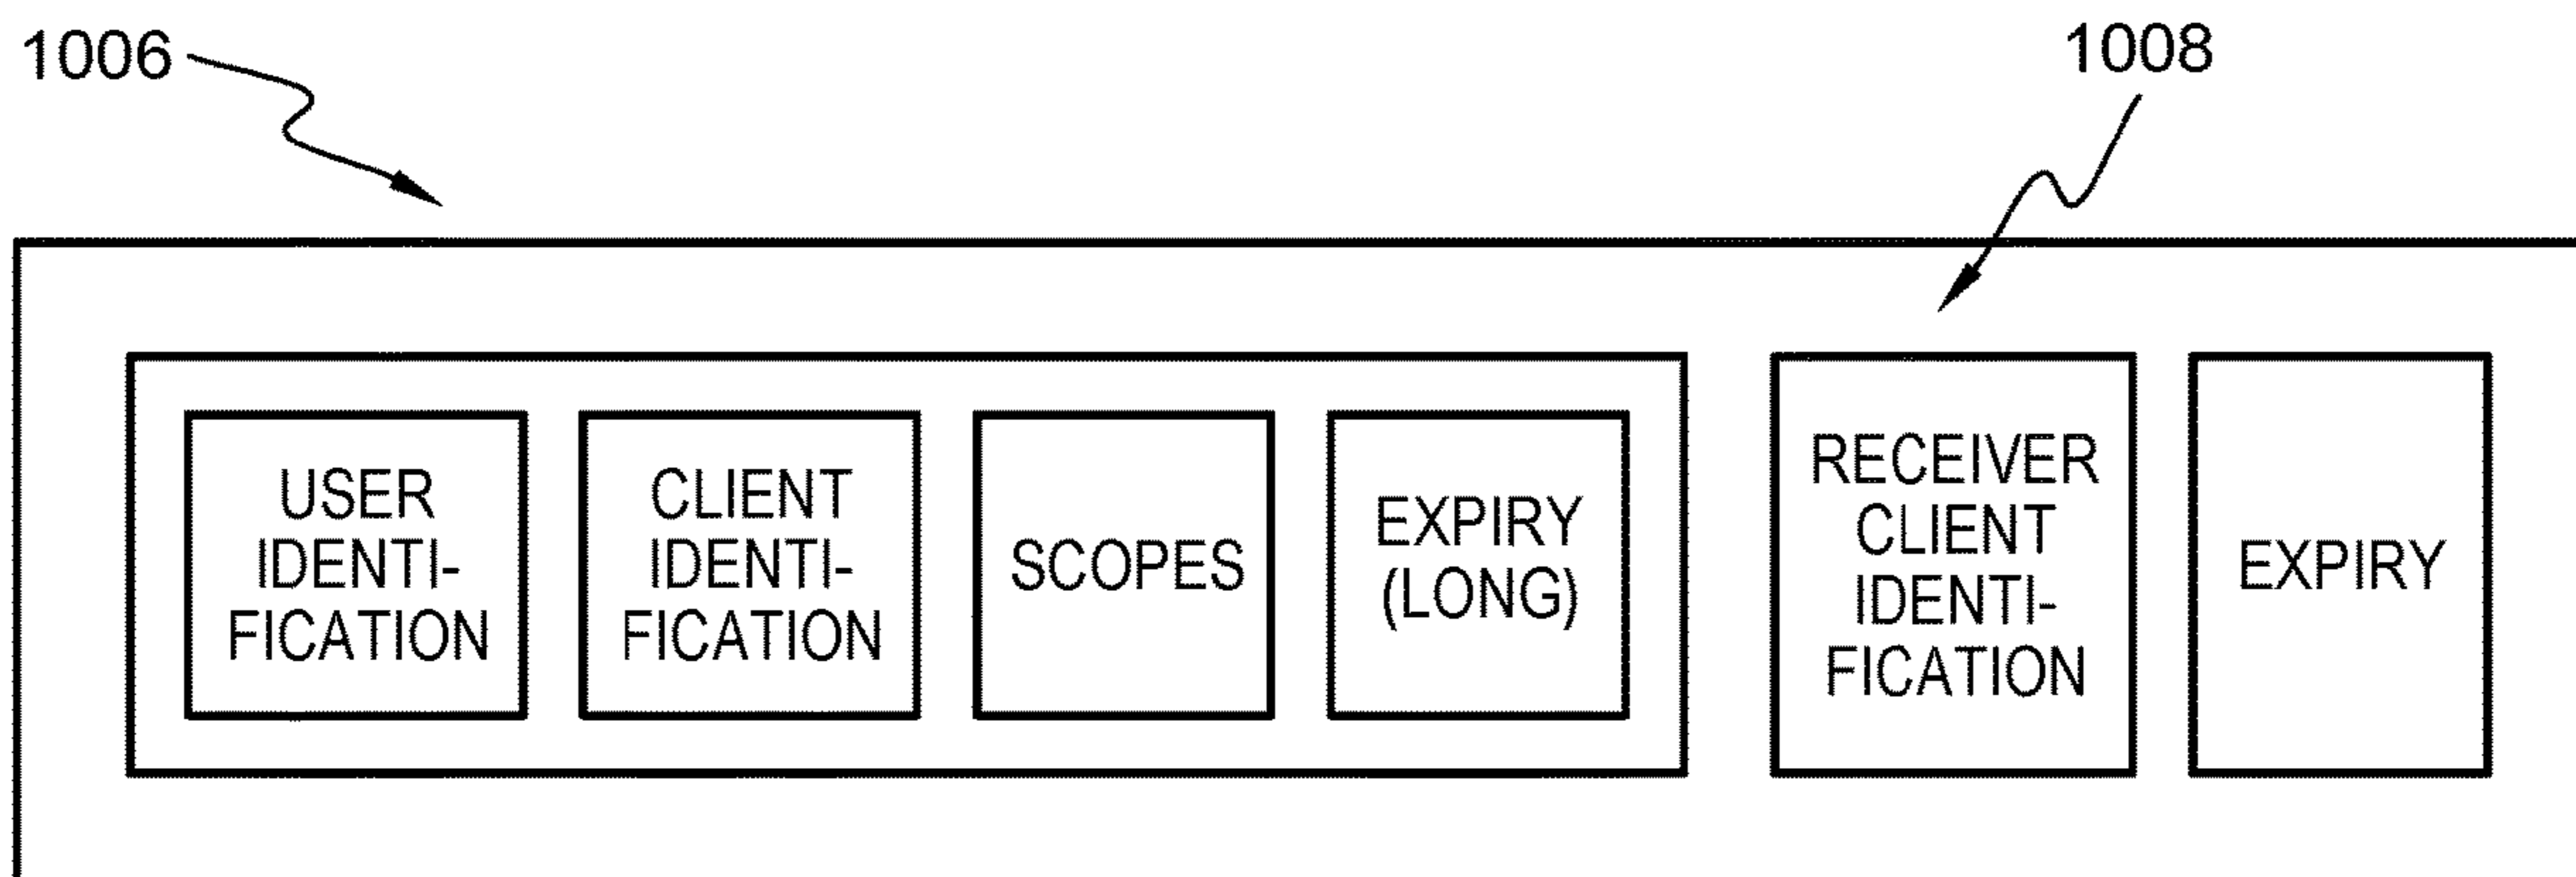 1006
1008
USER
IDENTI-
FICATION
CLIENT
IDENTI-
FICATION
SCOPES
EXPIRY
(LONG)
RECEIVER
CLIENT
IDENTI-
FICATION
EXPIRY